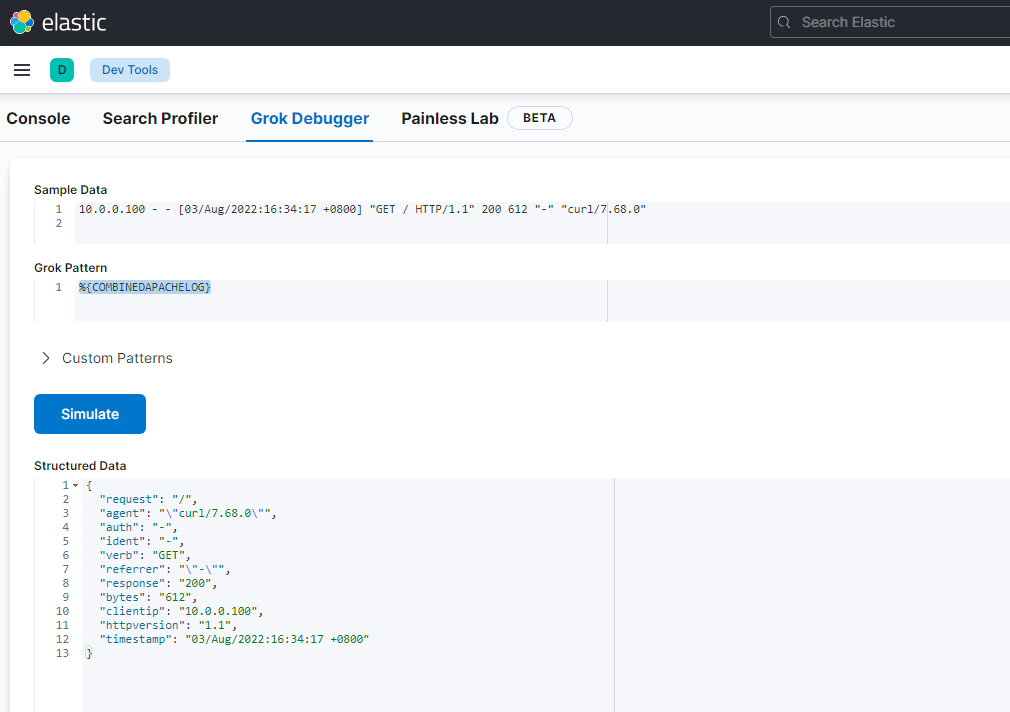 elastic
Search Elastic
D
Dev Tools
Console Search Profiler Grok Debugger Painless Lab BETA
Sample Data
1 10.0.0.100 - - [03/Aug/2022:16:34:17 +0800] "GET / HTTP/1.1" 200 612 "-" "curl/7.68.0"
2
Grok Pattern
1 %{COMBINEDAPACHELOG}
Custom Patterns
Simulate
Structured Data
1 {
2 "request": "/",
3 "agent": "\"curl/7.68.0\"",
4 "auth": "-",
5 "ident": "-",
6 "verb": "GET",
7 "referrer": "\"-\"",
8 "response": "200",
9 "bytes": "612",
10 "clientip": "10.0.0.100",
11 "httpversion": "1.1",
12 "timestamp": "03/Aug/2022:16:34:17 +0800"
13 }